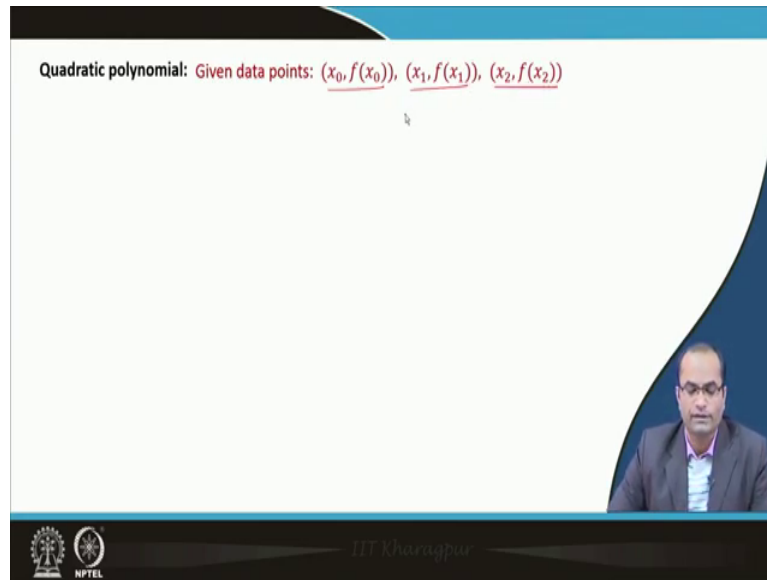 Quadratic polynomial: Given data points: (x₀, f(x₀)), (x₁, f(x₁)), (x₂, f(x₂))
IIT Kharagpur
NPTEL